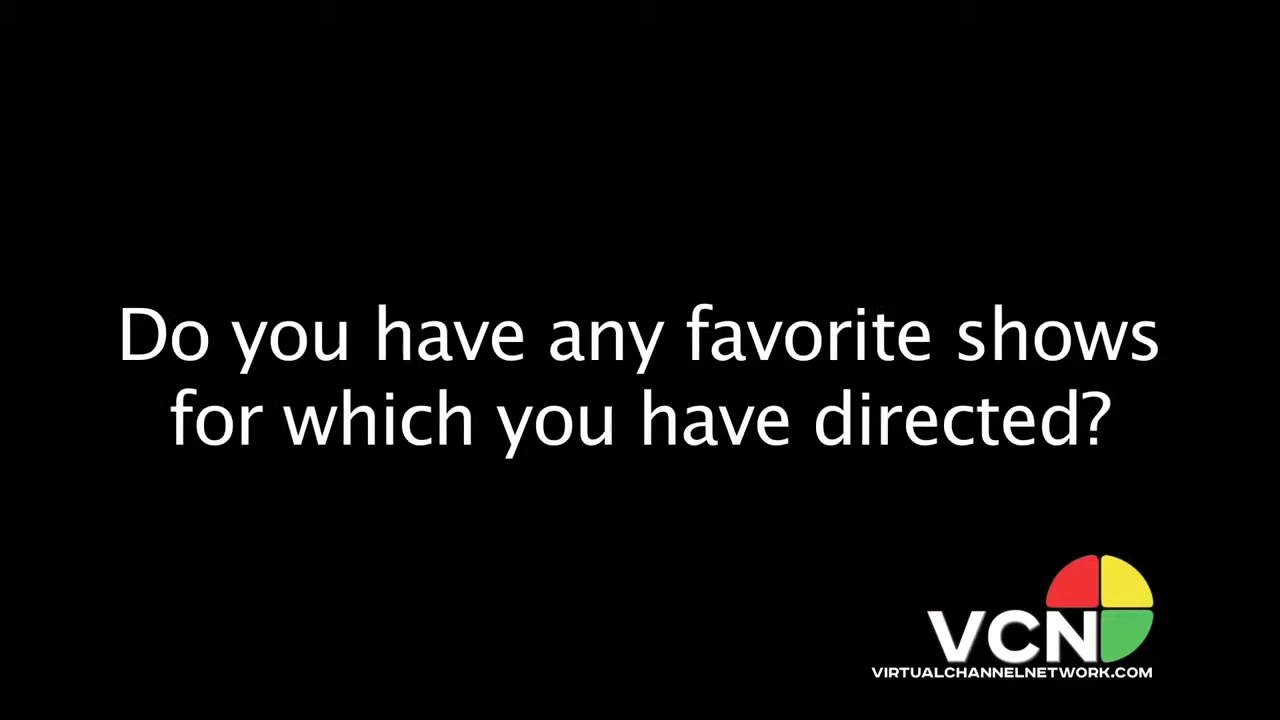 Do you have any favorite shows
for which you have directed?
VCN
VIRTUALCHANNELNETWORK.COM